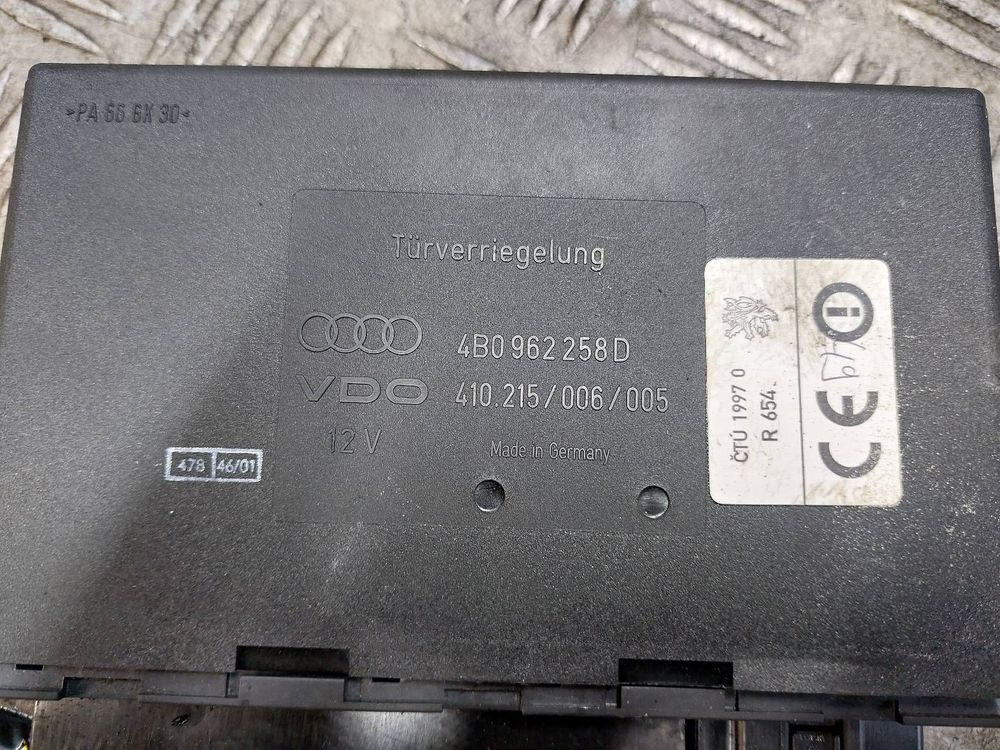 >PA 66 GK 30<
Türverriegelung
4B0 962 258 D
VDO
410.215/006/005
12 V
Made in Germany
478 46/01
ČTÚ 1997 0
R 654
CE